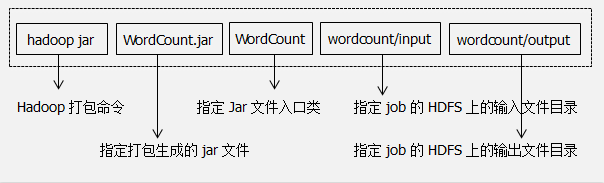 hadoop jar WordCount.jar WordCount wordcount/input wordcount/output
Hadoop 打包命令 指定 Jar 文件入口类 指定 job 的 HDFS 上的输入文件目录
指定打包生成的 jar 文件 指定 job 的 HDFS 上的输出文件目录